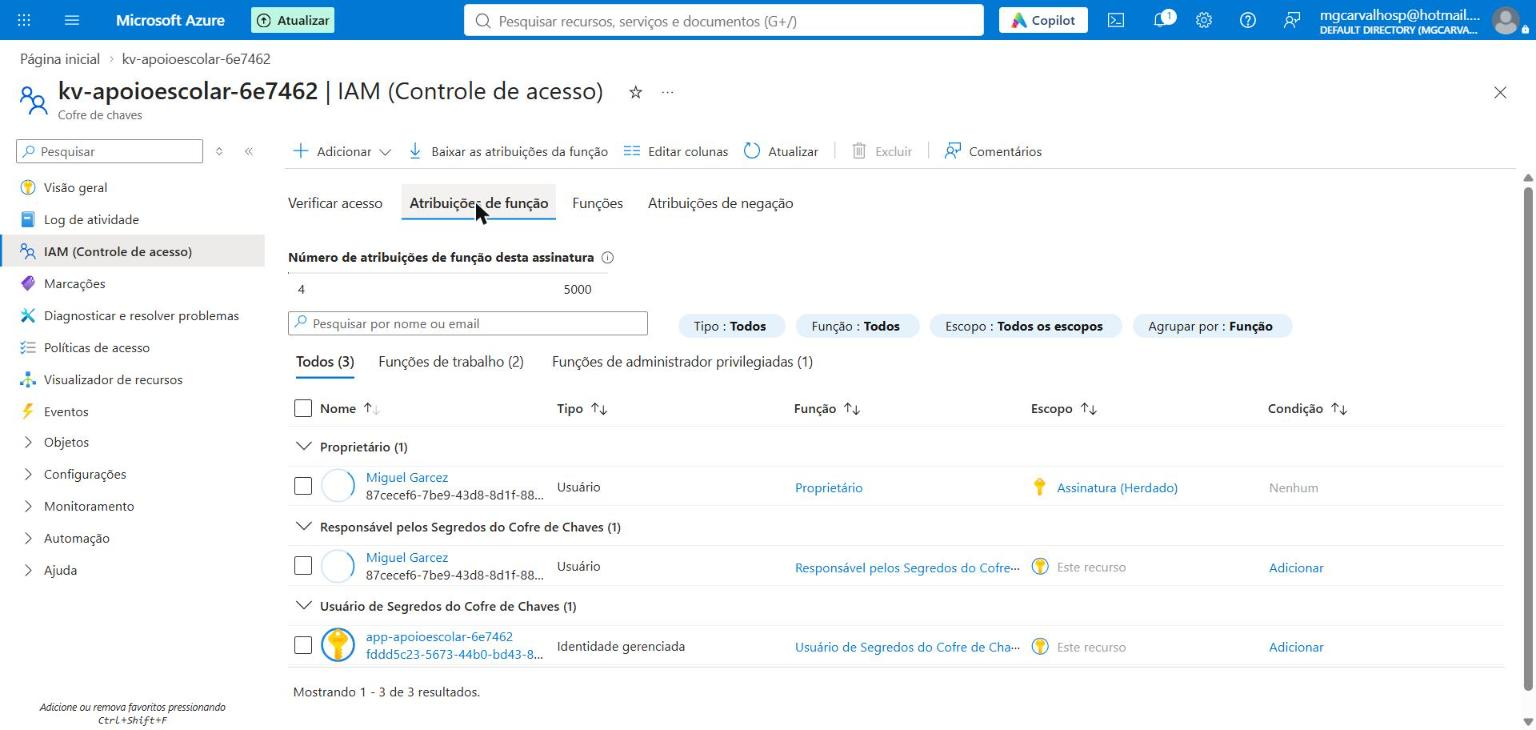 Microsoft Azure
Atualizar
Pesquisar recursos, serviços e documentos (G+/)
Copilot
1
mgcarvalhosp@hotmail....
DEFAULT DIRECTORY (MGCARVA...
Página inicial > kv-apoioescolar-6e7462
kv-apoioescolar-6e7462 | IAM (Controle de acesso)
Cofre de chaves
Pesquisar
Visão geral
Log de atividade
IAM (Controle de acesso)
Marcações
Diagnosticar e resolver problemas
Políticas de acesso
Visualizador de recursos
Eventos
Objetos
Configurações
Monitoramento
Automação
Ajuda
Adicione ou remova favoritos pressionando
Ctrl+Shift+F
Adicionar Baixar as atribuições da função Editar colunas Atualizar Excluir Comentários
Verificar acesso Atribuições de função Funções Atribuições de negação
Número de atribuições de função desta assinatura
4 5000
Pesquisar por nome ou email
Tipo : Todos Função : Todos Escopo : Todos os escopos Agrupar por : Função
Todos (3) Funções de trabalho (2) Funções de administrador privilegiadas (1)
Nome Tipo Função Escopo Condição
Proprietário (1)
Miguel Garcez
87cecef6-7be9-43d8-8d1f-88... Usuário Proprietário Assinatura (Herdado) Nenhum
Responsável pelos Segredos do Cofre de Chaves (1)
Miguel Garcez
87cecef6-7be9-43d8-8d1f-88... Usuário Responsável pelos Segredos do Cofre··· Este recurso Adicionar
Usuário de Segredos do Cofre de Chaves (1)
app-apoioescolar-6e7462
fddd5c23-5673-44b0-bd43-8... Identidade gerenciada Usuário de Segredos do Cofre de Cha··· Este recurso Adicionar
Mostrando 1 - 3 de 3 resultados.